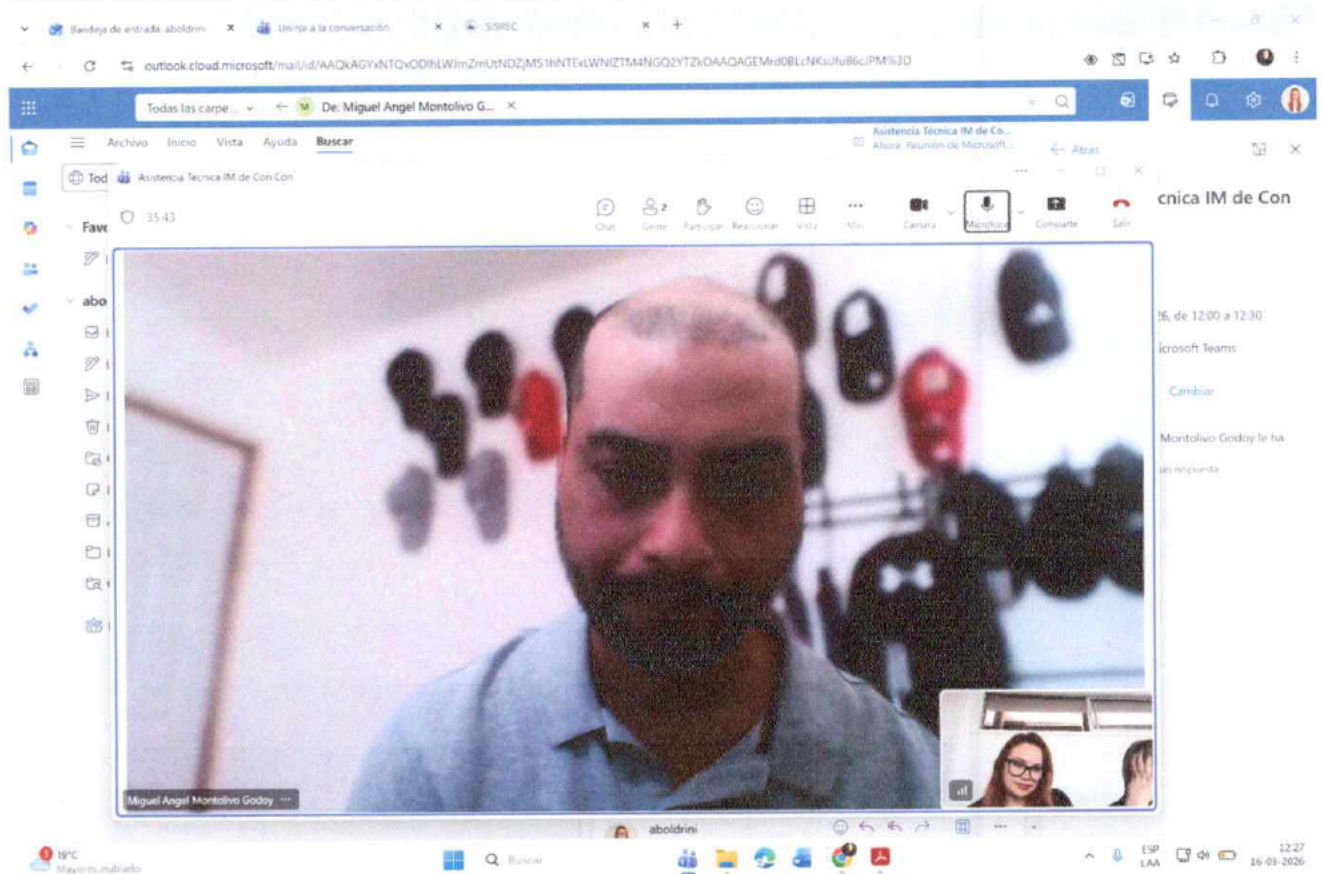 Bandeja de entrada: aboldrini
Unirse a la conversación
SISREC
outlook.cloud.microsoft/mail/id/
Todas las carpe...
M De: Miguel Angel Montolivo G...
Archivo Inicio Vista Ayuda Buscar
Asistencia Técnica IM de Co...
Ahora. Reunión de Microsoft...
Atrás
Tod
Asistencia Tecnica IM de Con Con
cnica IM de Con
35:43
2
Chat Gente Participar Reaccionar Vista Más Cámara Micrófono Compartir Salir
Favo
abo
26, de 12:00 a 12:30
icrosoft Teams
Cambiar
Montolivo Godoy le ha
sin respuesta
Miguel Angel Montolivo Godoy ...
aboldrini
19°C
Mayorm. nublado
Buscar
ESP
LAA
12:27
16-03-2026